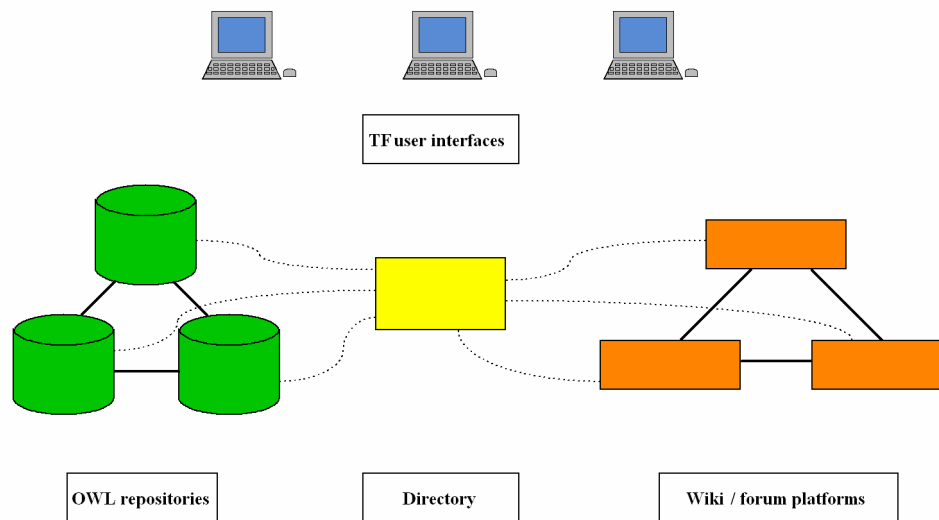 TF user interfaces
OWL repositories
Directory
Wiki / forum platforms